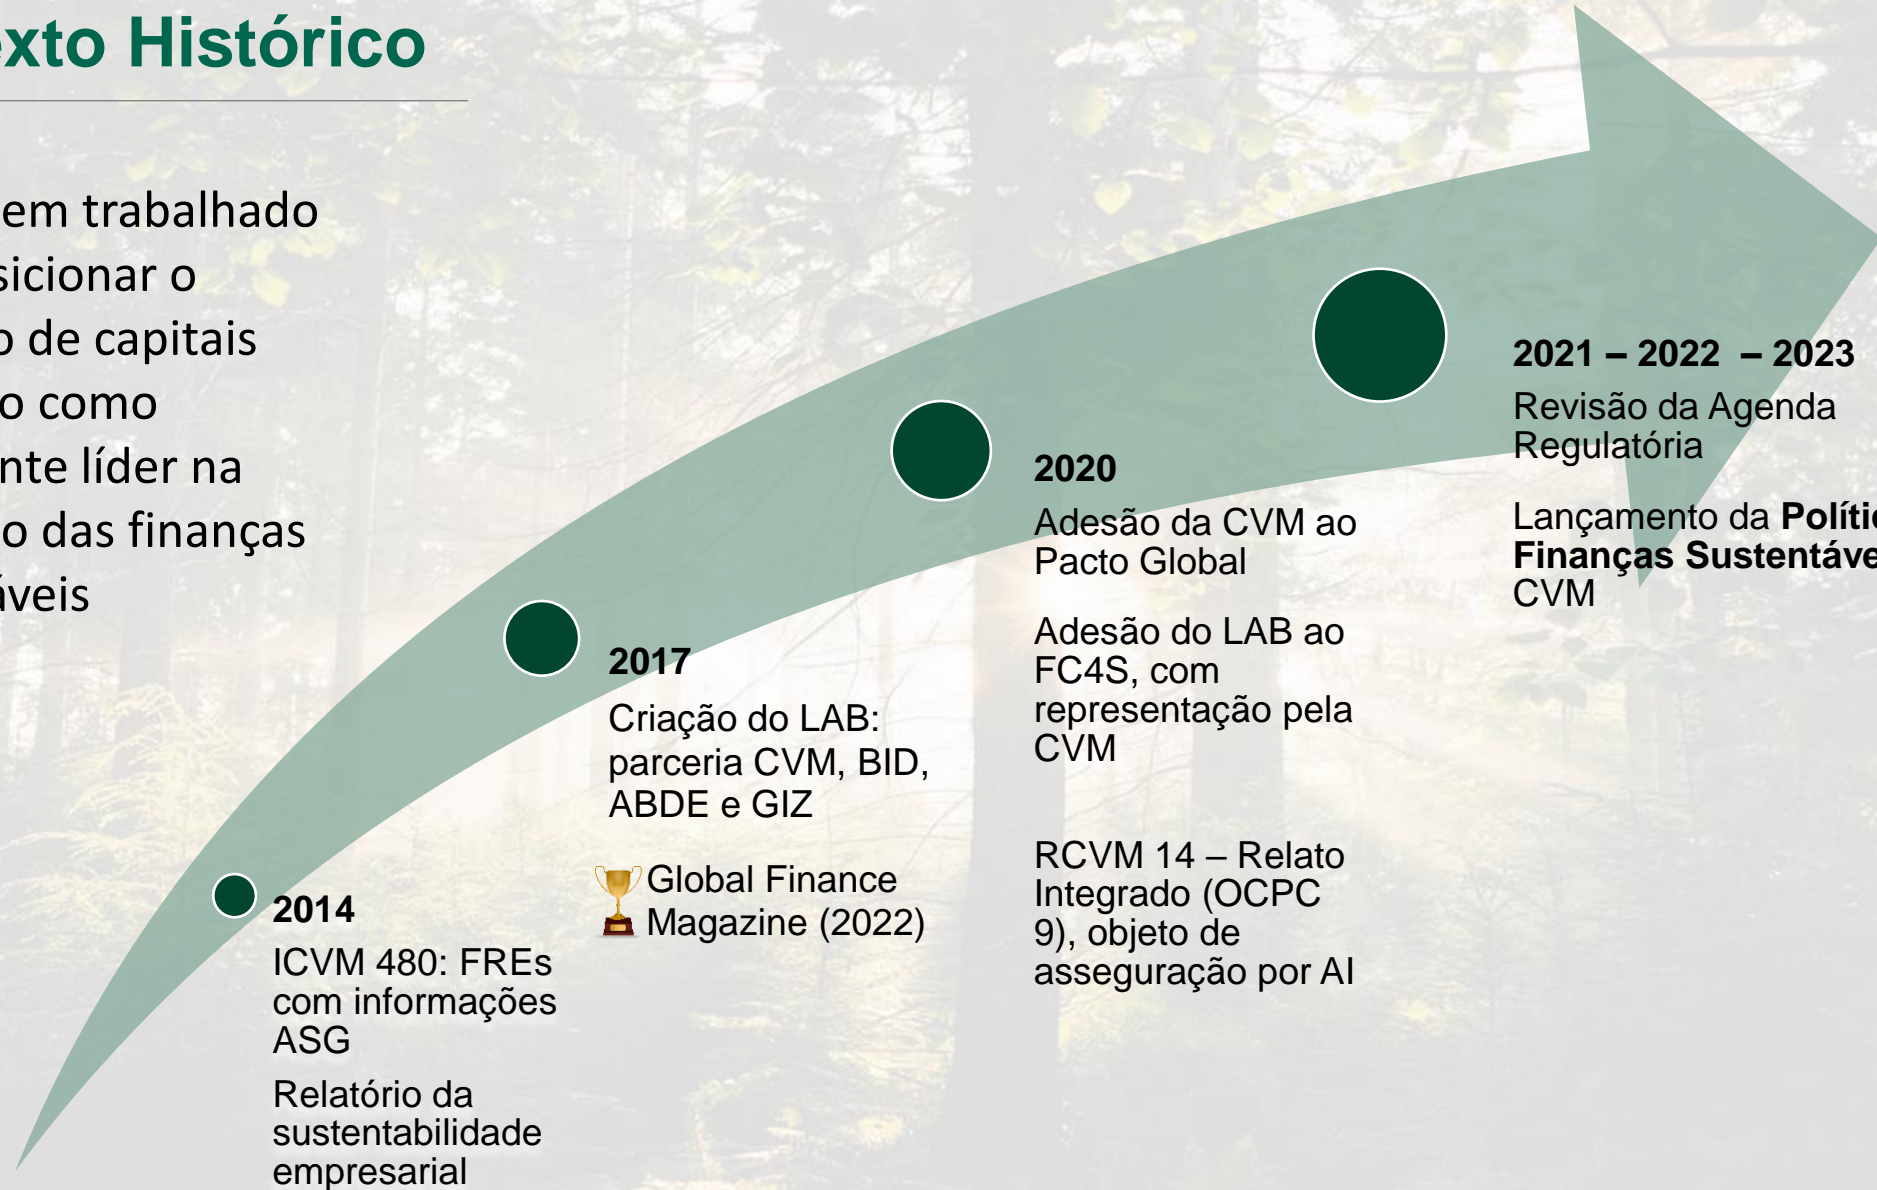 xto Histórico
em trabalhado
sicionar o
o de capitais
o como
nte líder na
o das finanças
áveis
2014
ICVM 480: FREs
com informações
ASG
Relatório da
sustentabilidade
empresarial
2017
Criação do LAB:
parceria CVM, BID,
ABDE e GIZ
Global Finance
Magazine (2022)
2020
Adesão da CVM ao
Pacto Global
Adesão do LAB ao
FC4S, com
representação pela
CVM
RCVM 14 – Relato
Integrado (OCPC
9), objeto de
asseguração por AI
2021 – 2022 – 2023
Revisão da Agenda
Regulatória
Lançamento da Políti
Finanças Sustentáve
CVM